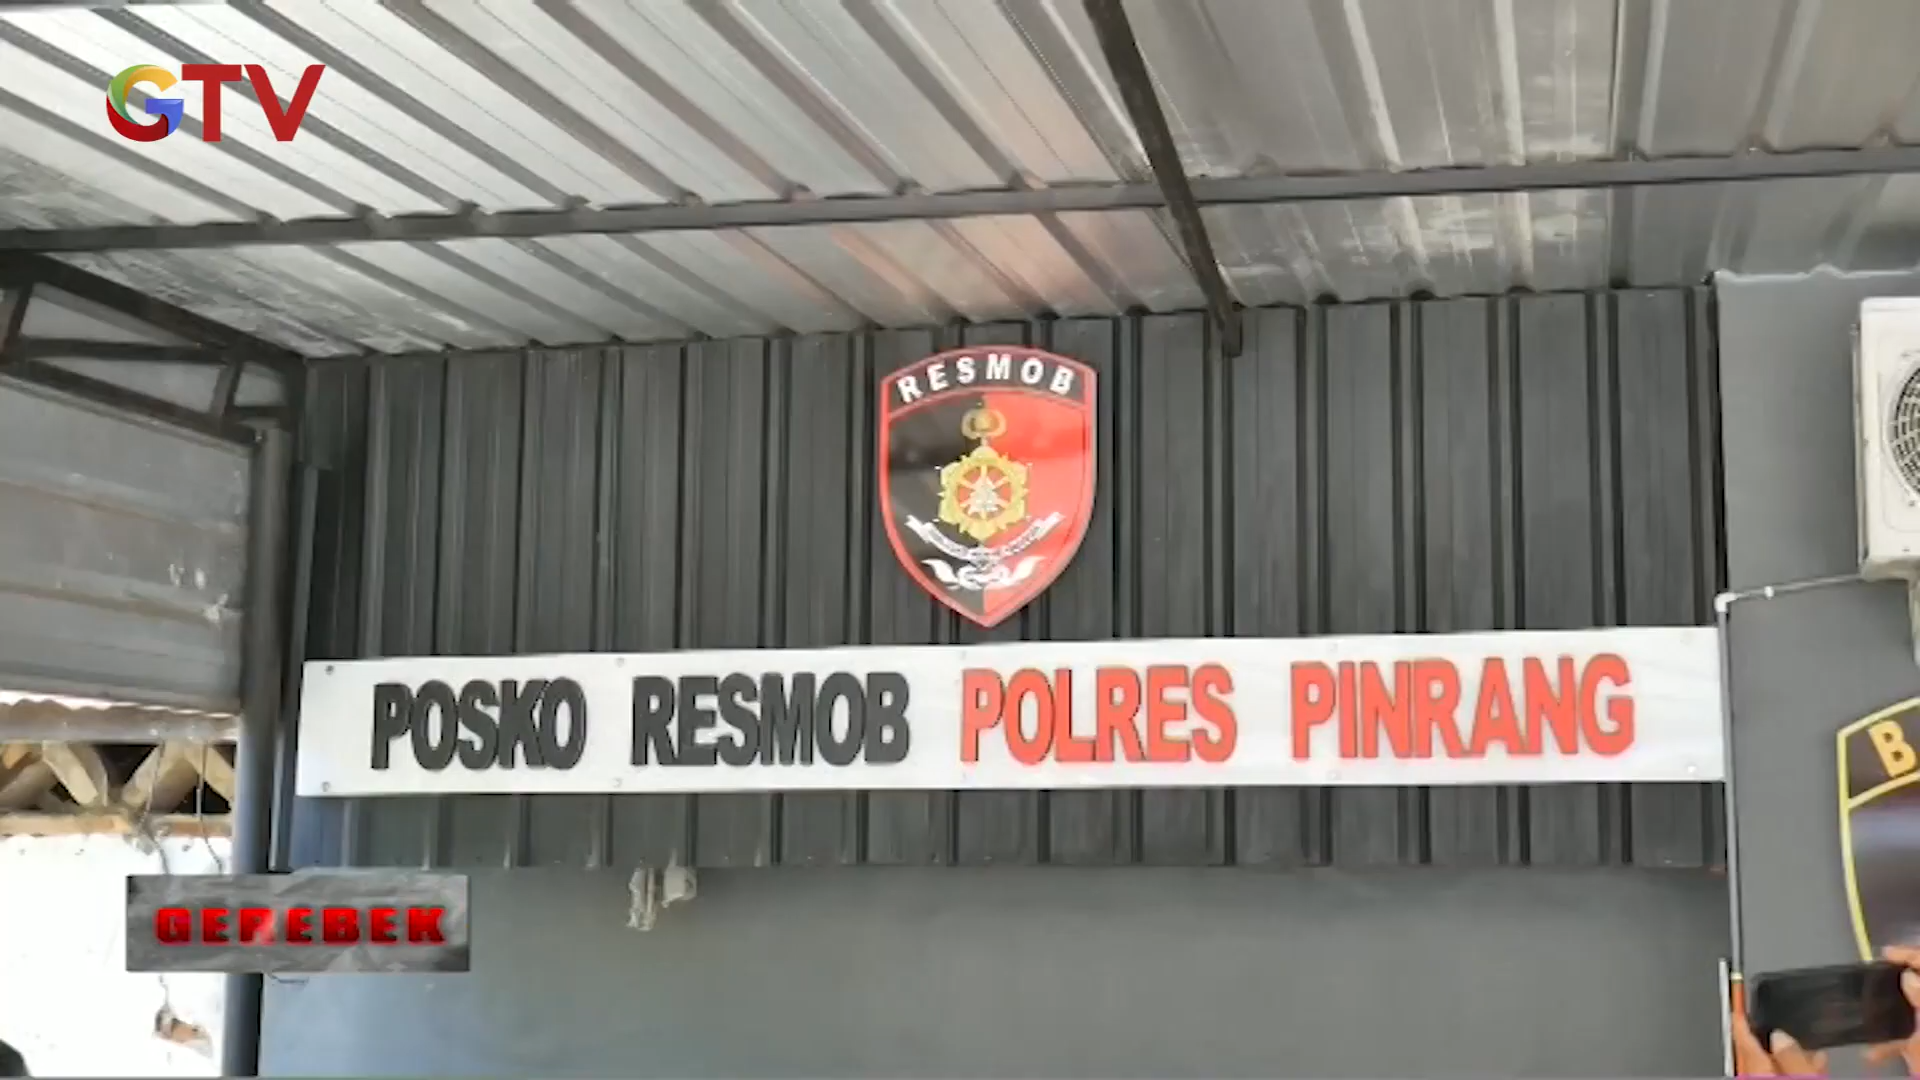 GTV
RESMOB
POSKO RESMOB POLRES PINRANG
B
GEREBEK